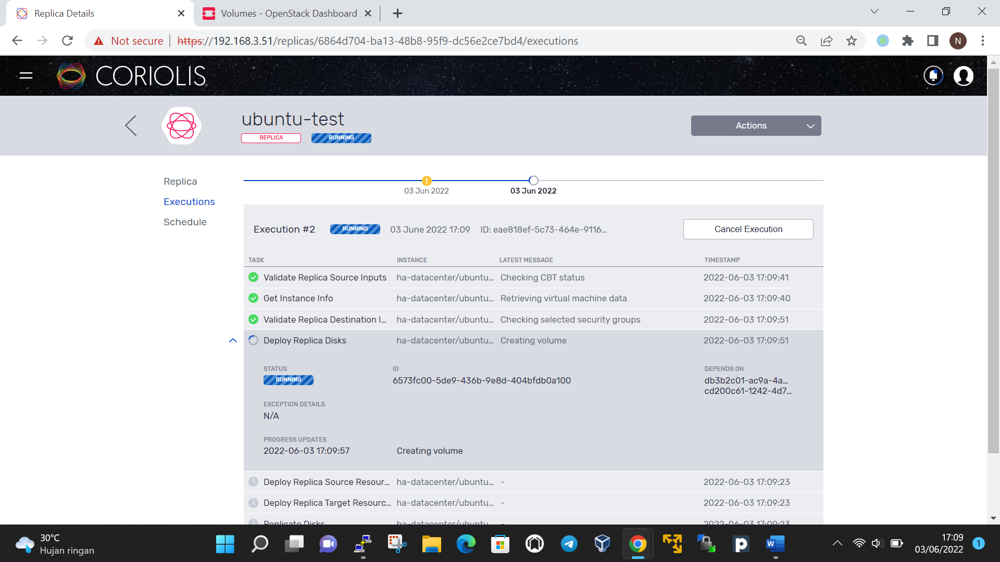 Replica Details
Volumes - OpenStack Dashboard
Not secure
https://192.168.3.51/replicas/6864d704-ba13-48b8-95f9-dc56e2ce7bd4/executions
N
CORIOLIS
ubuntu-test
REPLICA
RUNNING
Actions
Replica
Executions
Schedule
03 Jun 2022
03 Jun 2022
Execution #2
RUNNING
03 June 2022 17:09
ID: eae818ef-5c73-464e-9116...
Cancel Execution
TASK INSTANCE LATEST MESSAGE TIMESTAMP
Validate Replica Source Inputs ha-datacenter/ubuntu... Checking CBT status 2022-06-03 17:09:41
Get Instance Info ha-datacenter/ubuntu... Retrieving virtual machine data 2022-06-03 17:09:40
Validate Replica Destination I... ha-datacenter/ubuntu... Checking selected security groups 2022-06-03 17:09:51
Deploy Replica Disks ha-datacenter/ubuntu... Creating volume 2022-06-03 17:09:51
STATUS ID DEPENDS ON
RUNNING 6573fc00-5de9-436b-9e8d-404bfdb0a100 db3b2c01-ac9a-4a...
cd200c61-1242-4d7...
EXCEPTION DETAILS
N/A
PROGRESS UPDATES
2022-06-03 17:09:57 Creating volume
Deploy Replica Source Resour... ha-datacenter/ubuntu... - 2022-06-03 17:09:23
Deploy Replica Target Resourc... ha-datacenter/ubuntu... - 2022-06-03 17:09:23
Replicate Disks ha-datacenter/ubuntu... - 2022-06-03 17:09:23
30°C
Hujan ringan
17:09
03/06/2022
1